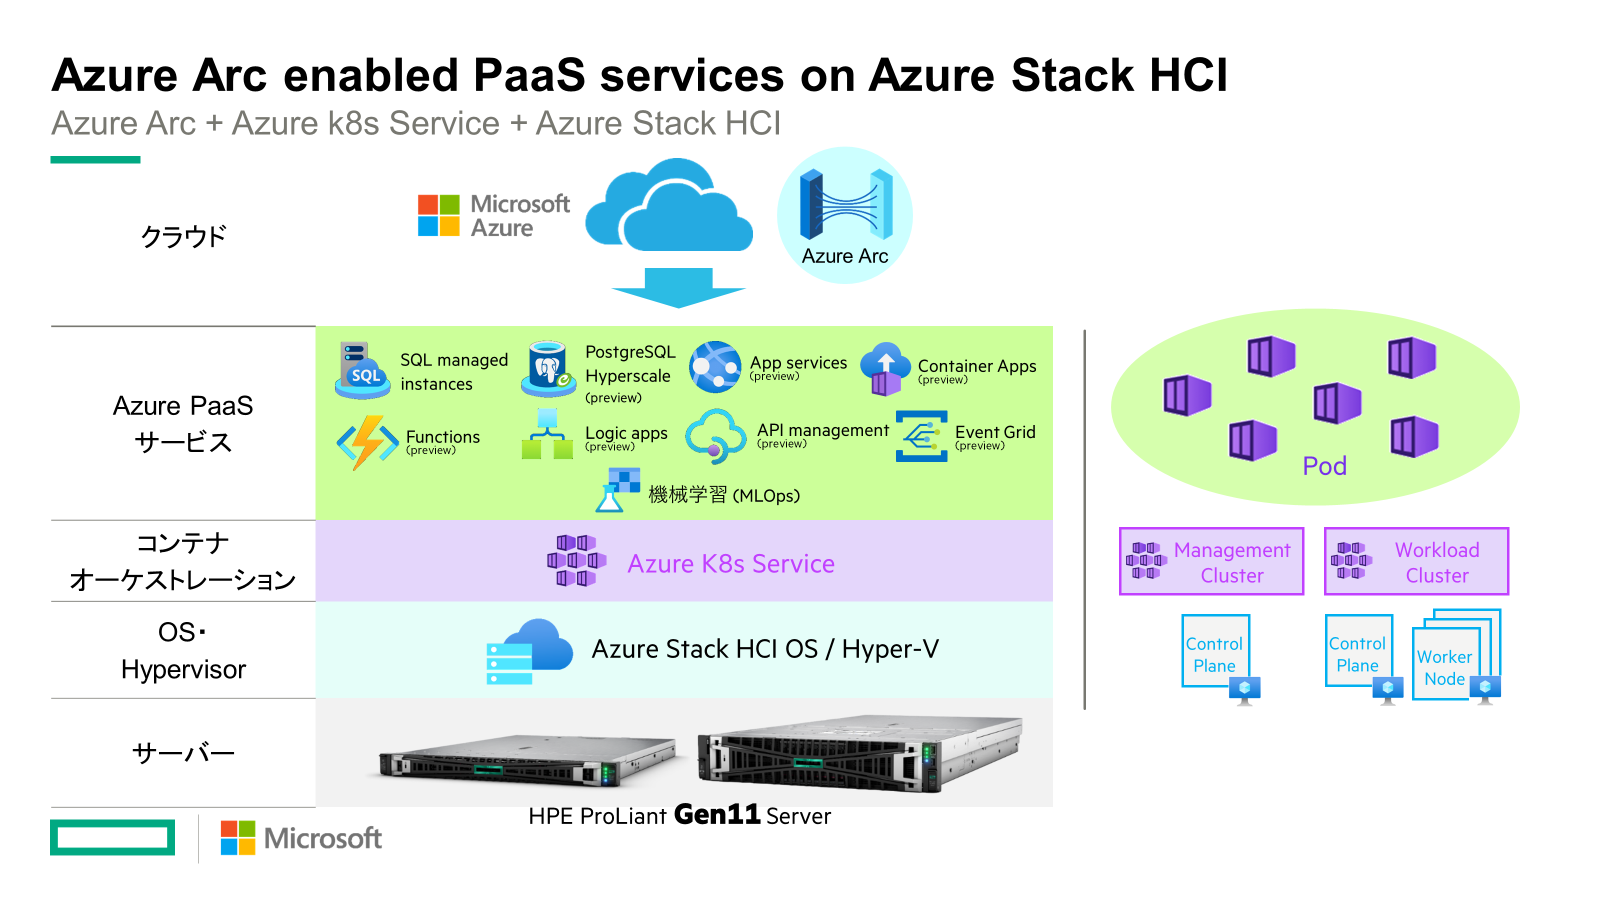 Azure Arc enabled PaaS services on Azure Stack HCI
Azure Arc + Azure k8s Service + Azure Stack HCI
クラウド
Microsoft
Azure
Azure Arc
Azure PaaS
サービス
SQL
SQL managed
instances
PostgreSQL
Hyperscale
(preview)
App services
(preview)
Container Apps
(preview)
Functions
(preview)
Logic apps
(preview)
API management
(preview)
Event Grid
(preview)
機械学習 (MLOps)
コンテナ
オーケストレーション
Azure K8s Service
OS・
Hypervisor
Azure Stack HCI OS / Hyper-V
サーバー
HPE ProLiant Gen11 Server
Pod
Management
Cluster
Workload
Cluster
Control
Plane
Control
Plane
Worker
Node
Microsoft